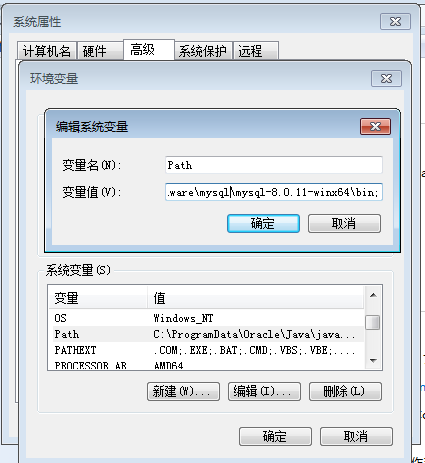 系统属性
计算机名 硬件 高级 系统保护 远程
环境变量
编辑系统变量
变量名(N): Path
变量值(V): .ware\mysql\mysql-8.0.11-winx64\bin;
确定 取消
系统变量(S)
变量 值
OS Windows_NT
Path C:\ProgramData\Oracle\Java\java...
PATHEXT .COM;.EXE;.BAT;.CMD;.VBS;.VBE;....
PROCESSOR_AR AMD64
新建(W)... 编辑(I)... 删除(L)
确定 取消